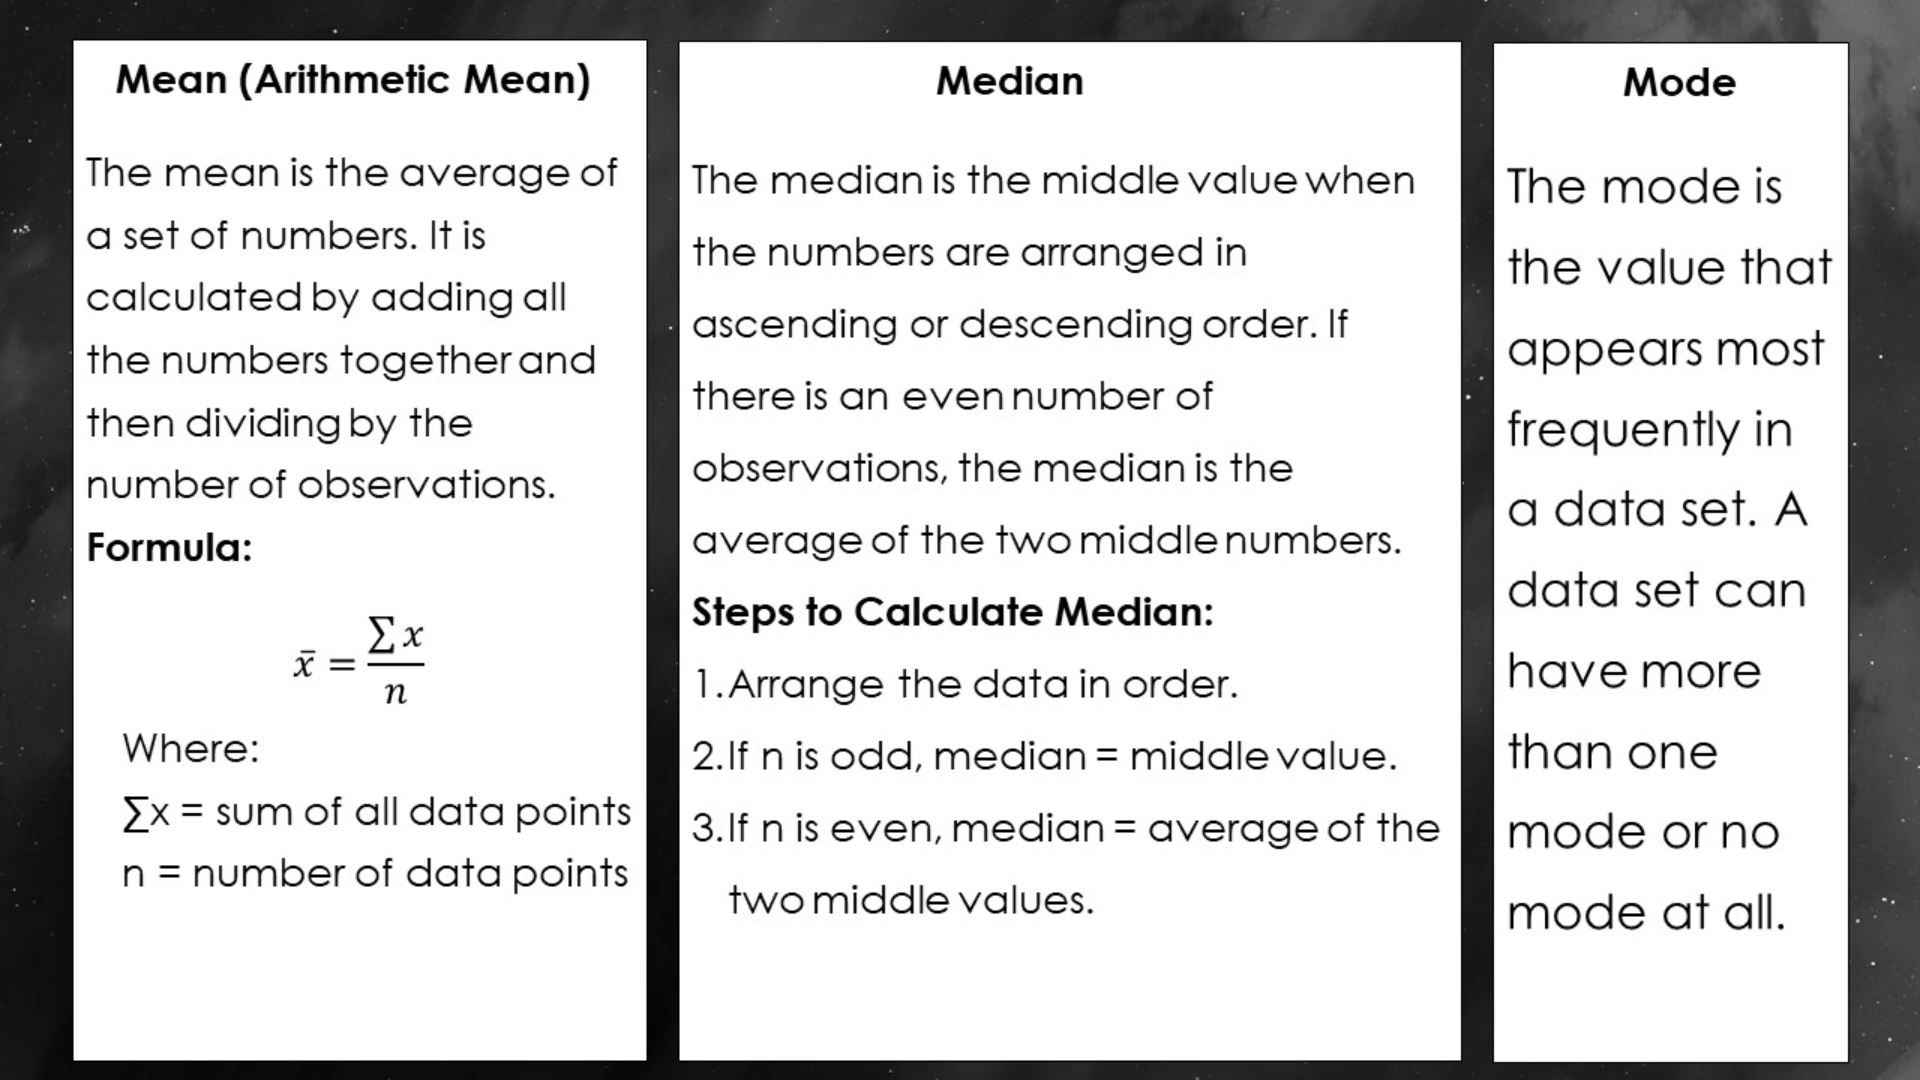 Mean (Arithmetic Mean)
The mean is the average of
a set of numbers. It is
calculated by adding all
the numbers together and
then dividing by the
number of observations.
Formula:
x̄ = ∑x / n
Where:
∑x = sum of all data points
n = number of data points
Median
The median is the middle value when
the numbers are arranged in
ascending or descending order. If
there is an even number of
observations, the median is the
average of the two middle numbers.
Steps to Calculate Median:
1. Arrange the data in order.
2. If n is odd, median = middle value.
3. If n is even, median = average of the
two middle values.
Mode
The mode is
the value that
appears most
frequently in
a data set. A
data set can
have more
than one
mode or no
mode at all.